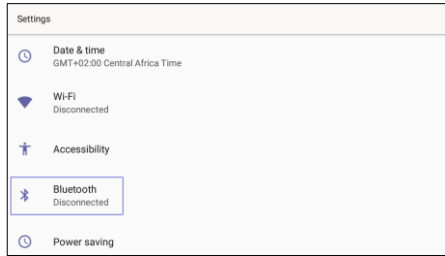 Settings
Date & time
GMT+02:00 Central Africa Time
Wi-Fi
Disconnected
Accessibility
Bluetooth
Disconnected
Power saving